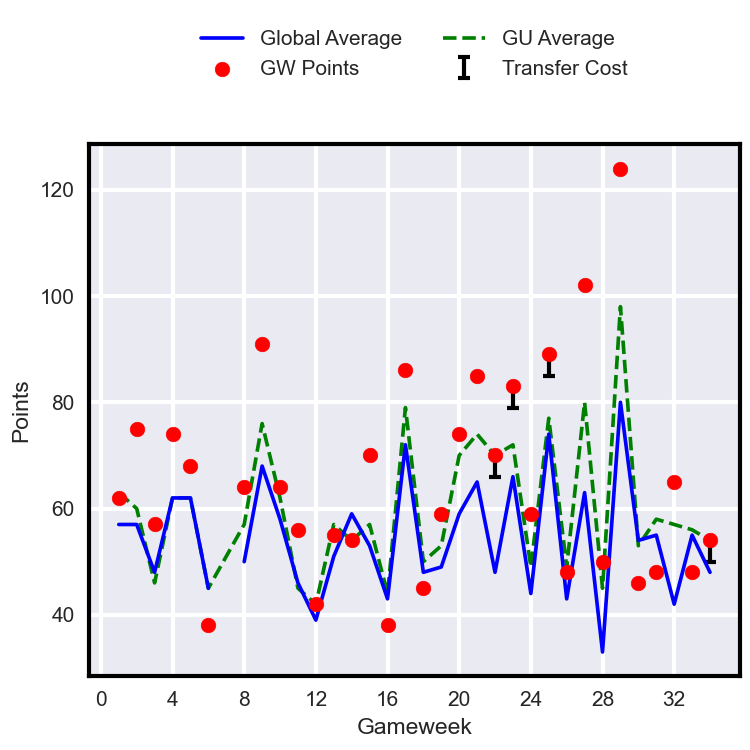 Global Average GU Average
GW Points Transfer Cost
120
100
80
60
40
Points
0 4 8 12 16 20 24 28 32
Gameweek